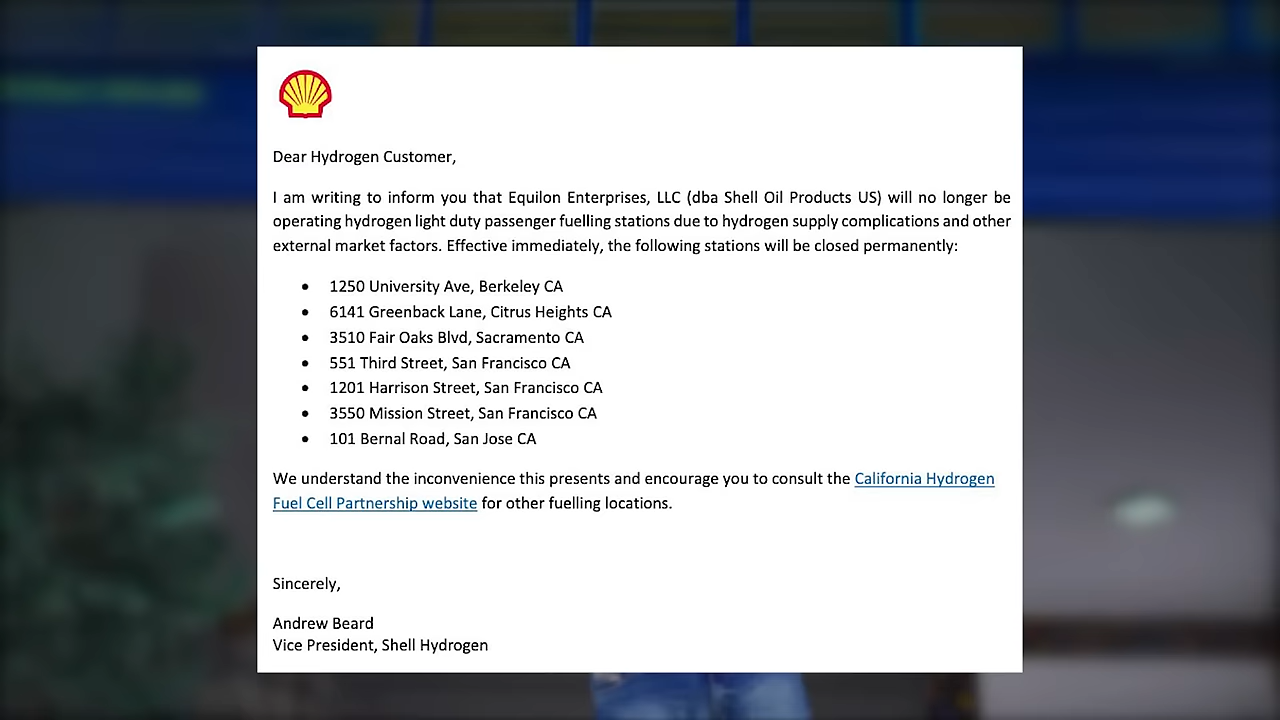 Dear Hydrogen Customer,
I am writing to inform you that Equilon Enterprises, LLC (dba Shell Oil Products US) will no longer be
operating hydrogen light duty passenger fuelling stations due to hydrogen supply complications and other
external market factors. Effective immediately, the following stations will be closed permanently:
• 1250 University Ave, Berkeley CA
• 6141 Greenback Lane, Citrus Heights CA
• 3510 Fair Oaks Blvd, Sacramento CA
• 551 Third Street, San Francisco CA
• 1201 Harrison Street, San Francisco CA
• 3550 Mission Street, San Francisco CA
• 101 Bernal Road, San Jose CA
We understand the inconvenience this presents and encourage you to consult the California Hydrogen
Fuel Cell Partnership website for other fuelling locations.
Sincerely,
Andrew Beard
Vice President, Shell Hydrogen